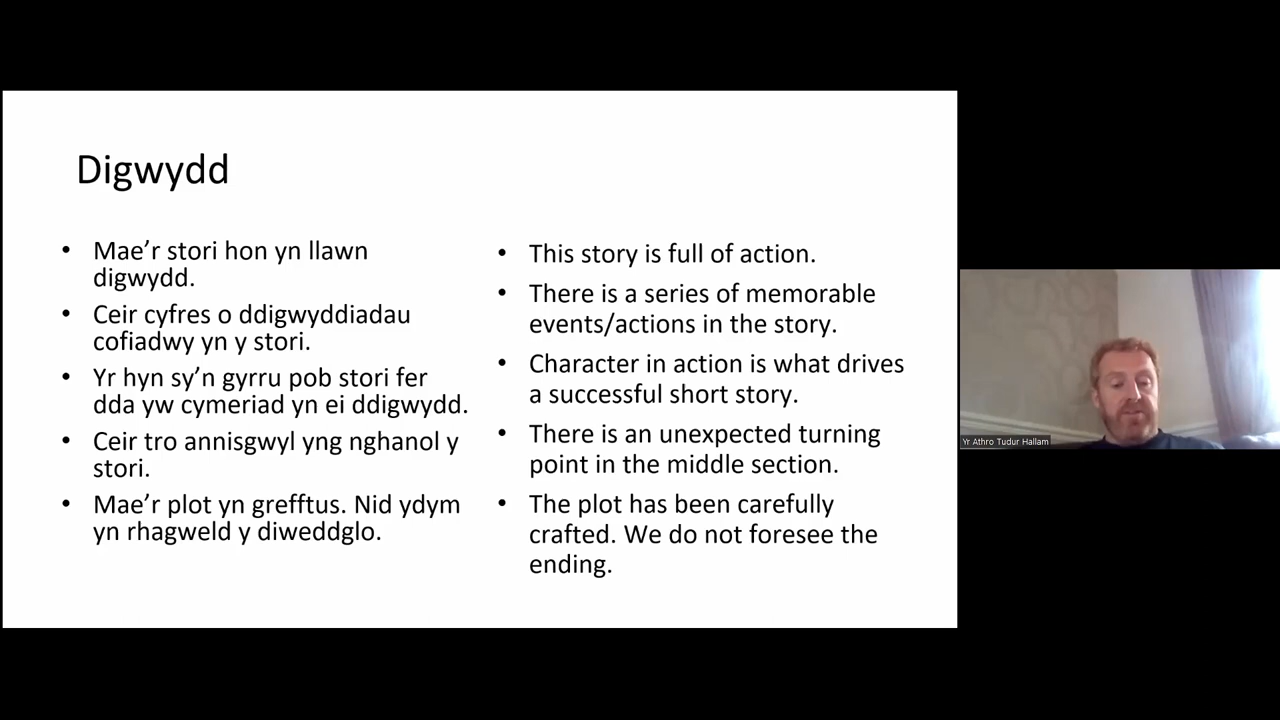 Digwydd
• Mae’r stori hon yn llawn
digwydd.
• Ceir cyfres o ddigwyddiadau
cofiadwy yn y stori.
• Yr hyn sy’n gyrru pob stori fer
dda yw cymeriad yn ei ddigwydd.
• Ceir tro annisgwyl yng nghanol y
stori.
• Mae’r plot yn grefftus. Nid ydym
yn rhagweld y diweddglo.
• This story is full of action.
• There is a series of memorable
events/actions in the story.
• Character in action is what drives
a successful short story.
• There is an unexpected turning
point in the middle section.
• The plot has been carefully
crafted. We do not foresee the
ending.
Yr Athro Tudur Hallam